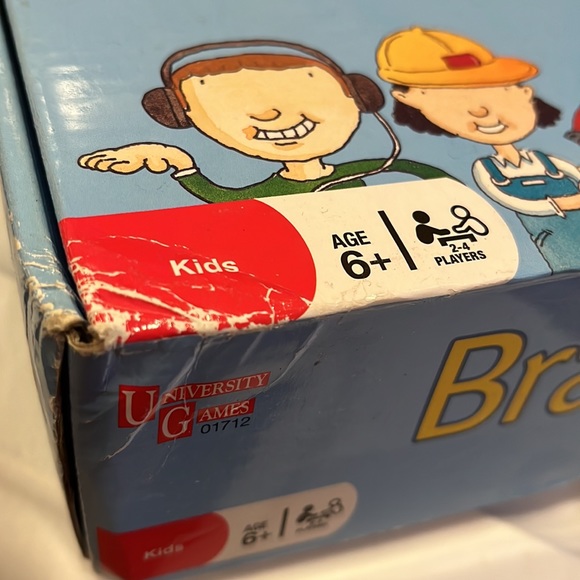 Kids
AGE
6+
2-4
PLAYERS
UNIVERSITY
GAMES
01712
Bra
Kids
AGE
6+